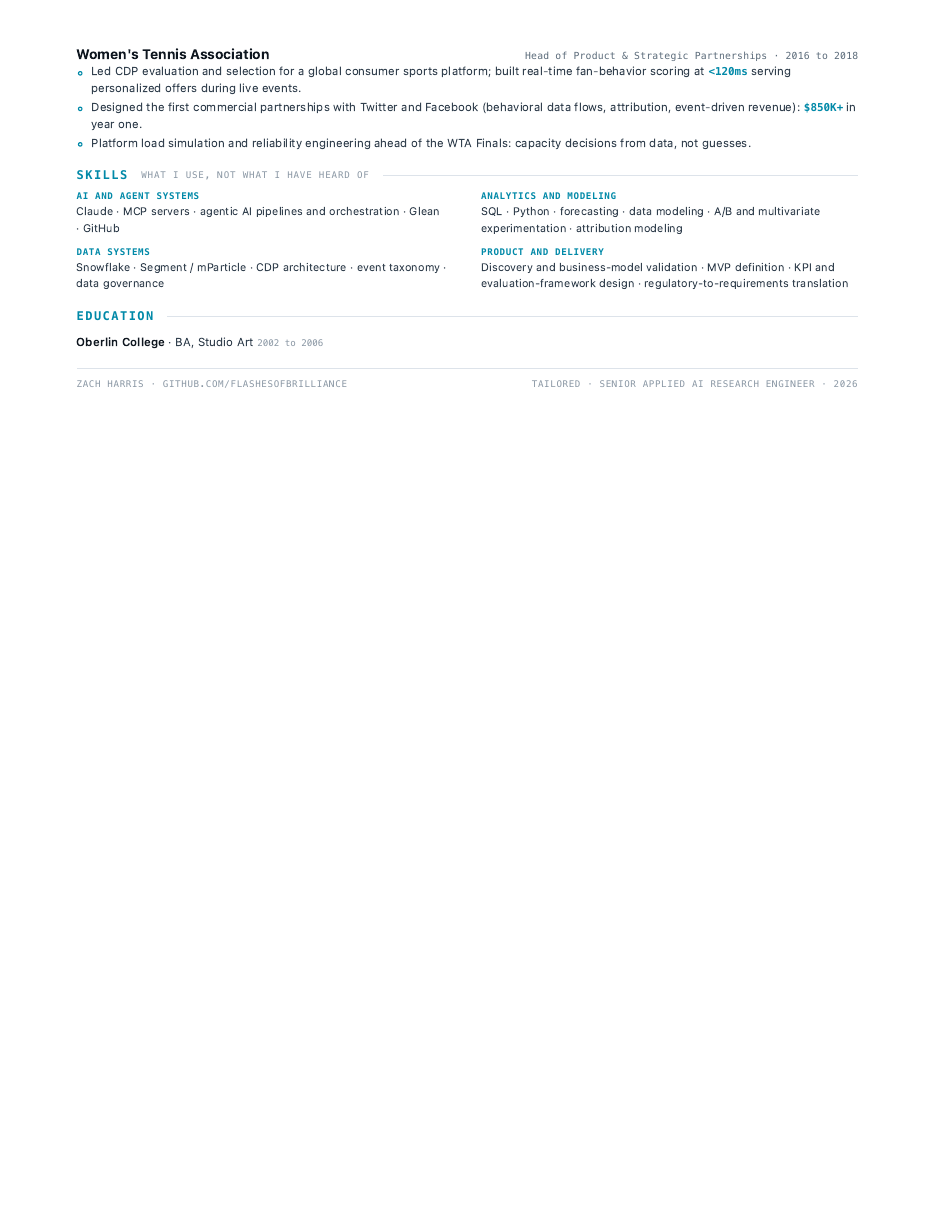 Women's Tennis Association Head of Product & Strategic Partnerships · 2016 to 2018
Led CDP evaluation and selection for a global consumer sports platform; built real-time fan-behavior scoring at <120ms serving
personalized offers during live events.
Designed the first commercial partnerships with Twitter and Facebook (behavioral data flows, attribution, event-driven revenue): $850K+ in
year one.
Platform load simulation and reliability engineering ahead of the WTA Finals: capacity decisions from data, not guesses.
SKILLS WHAT I USE, NOT WHAT I HAVE HEARD OF
AI AND AGENT SYSTEMS
Claude · MCP servers · agentic AI pipelines and orchestration · Glean
· GitHub
ANALYTICS AND MODELING
SQL · Python · forecasting · data modeling · A/B and multivariate
experimentation · attribution modeling
DATA SYSTEMS
Snowflake · Segment / mParticle · CDP architecture · event taxonomy ·
data governance
PRODUCT AND DELIVERY
Discovery and business-model validation · MVP definition · KPI and
evaluation-framework design · regulatory-to-requirements translation
EDUCATION
Oberlin College · BA, Studio Art 2002 to 2006
ZACH HARRIS · GITHUB.COM/FLASHESOFBRILLIANCE TAILORED · SENIOR APPLIED AI RESEARCH ENGINEER · 2026